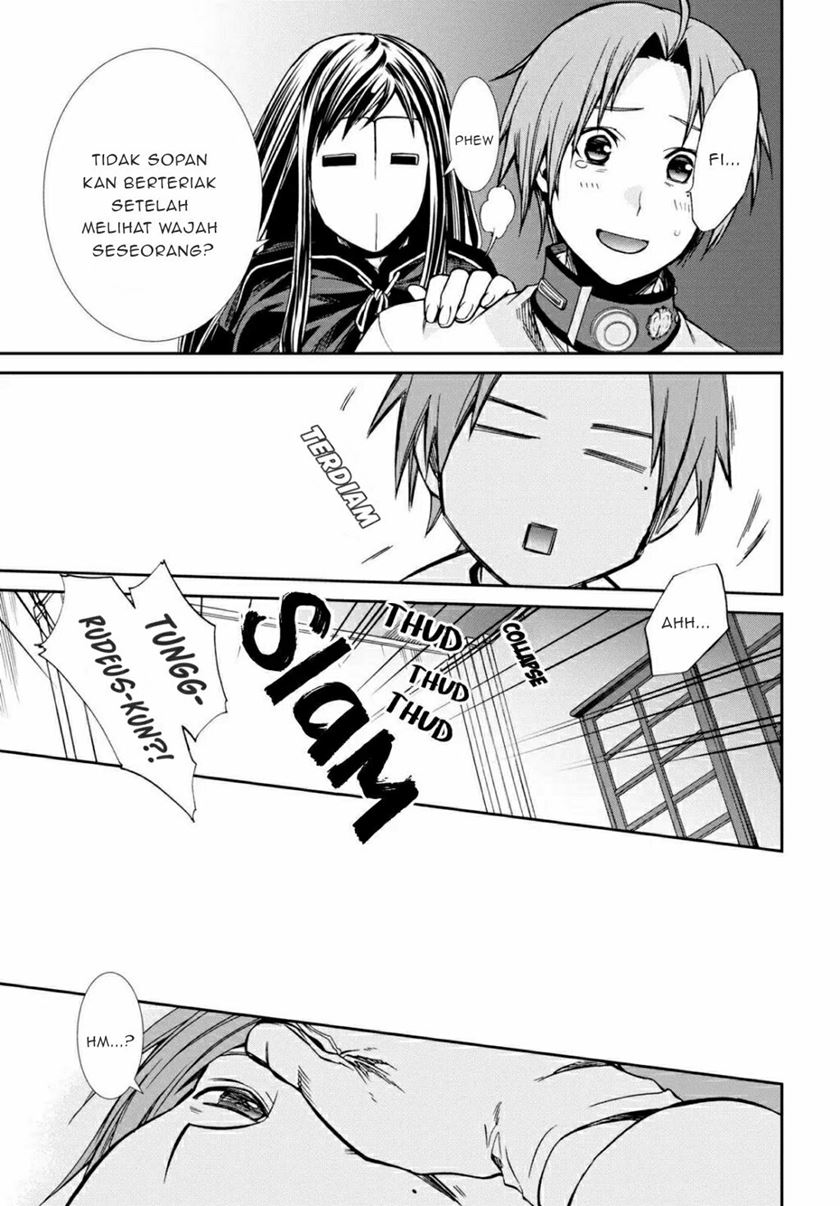 FI...
PHEW
TIDAK SOPAN
KAN BERTERIAK
SETELAH
MELIHAT WAJAH
SESEORANG?
TERDIAM
AHH...
COLLAPSE
THUD
THUD
THUD
SLAM
TUNGG-
RUDEUS-KUN?!
HM...?